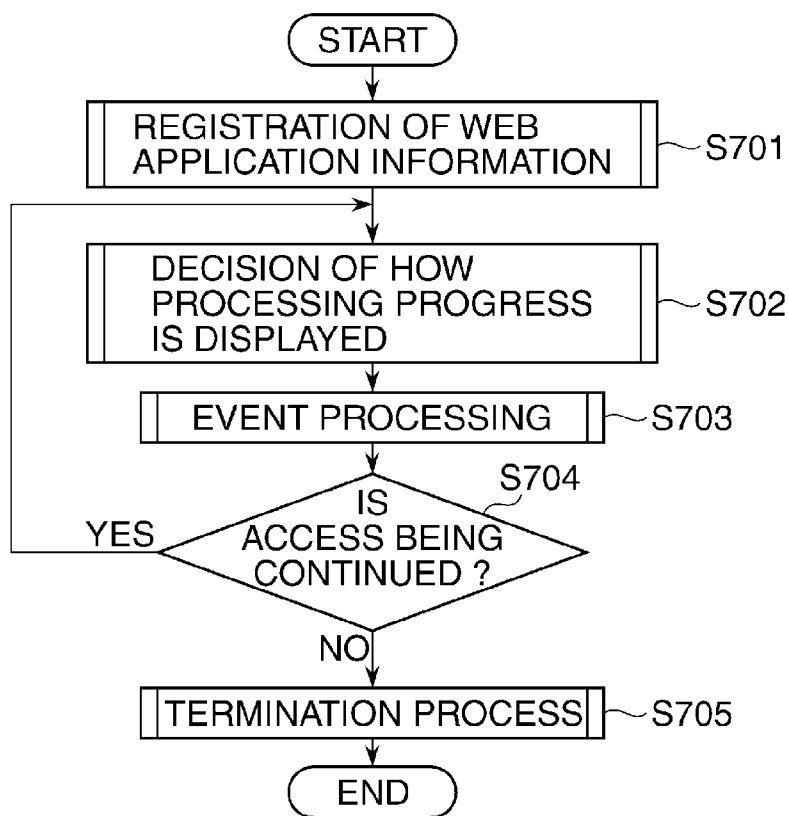 START
REGISTRATION OF WEB
APPLICATION INFORMATION
S701
DECISION OF HOW
PROCESSING PROGRESS
IS DISPLAYED
S702
EVENT PROCESSING
S703
S704
IS
ACCESS BEING
CONTINUED ?
YES
NO
TERMINATION PROCESS
S705
END